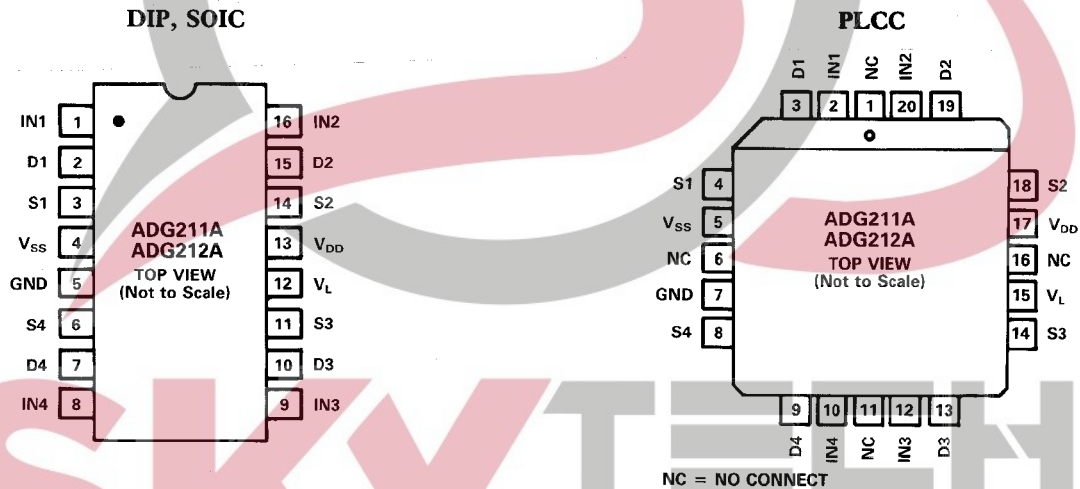 DIP, SOIC
IN1 1
D1 2
S1 3
VSS 4
GND 5
S4 6
D4 7
IN4 8
16 IN2
15 D2
14 S2
13 VDD
12 VL
11 S3
10 D3
9 IN3
ADG211A
ADG212A
TOP VIEW
(Not to Scale)
PLCC
D1 IN1 NC IN2 D2
3 2 1 20 19
S1 4
VSS 5
NC 6
GND 7
S4 8
18 S2
17 VDD
16 NC
15 VL
14 S3
ADG211A
ADG212A
TOP VIEW
(Not to Scale)
9 10 11 12 13
D4 IN4 NC IN3 D3
NC = NO CONNECT
SKYTECH